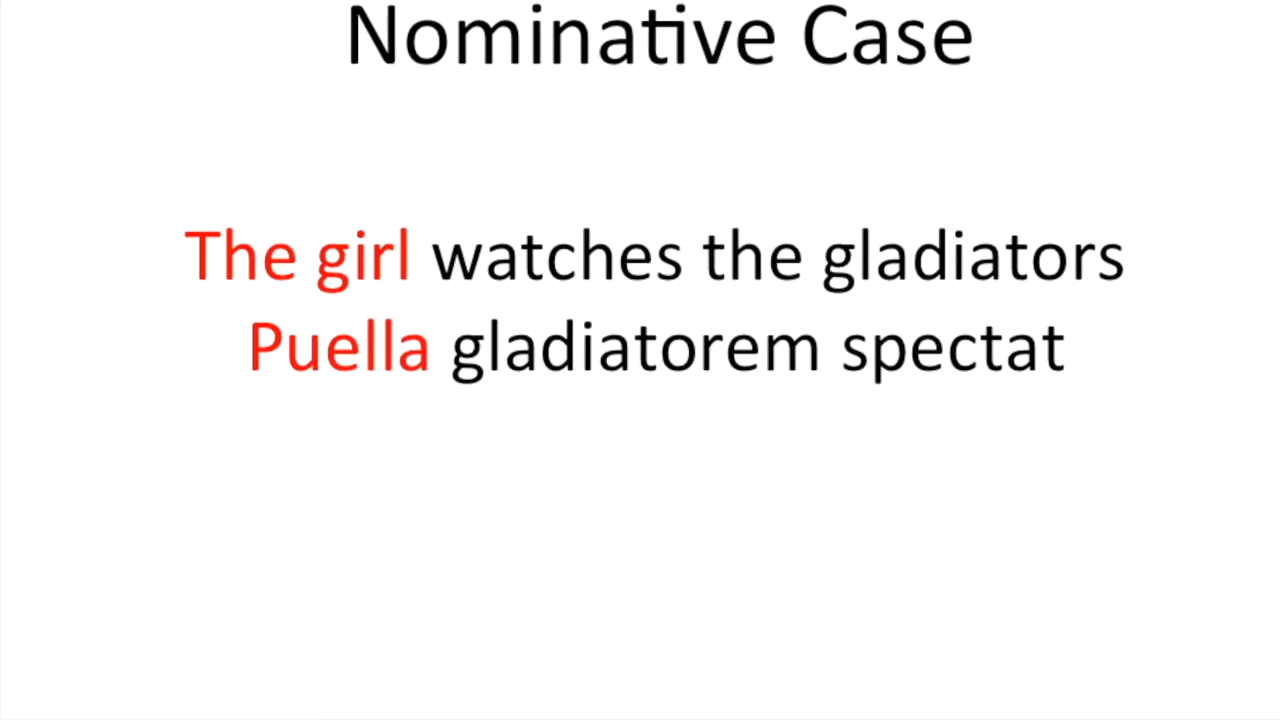 Nominative Case
The girl watches the gladiators
Puella gladiatorem spectat